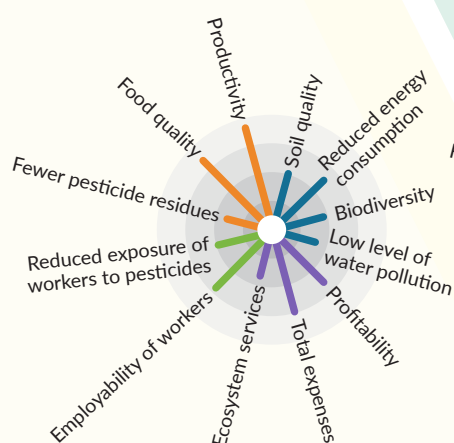 Productivity
Food quality
Fewer pesticide residues
Reduced exposure of
workers to pesticides
Employability of workers
Ecosystem services
Total expenses
Profitability
Low level of
water pollution
Biodiversity
Reduced energy
consumption
Soil quality